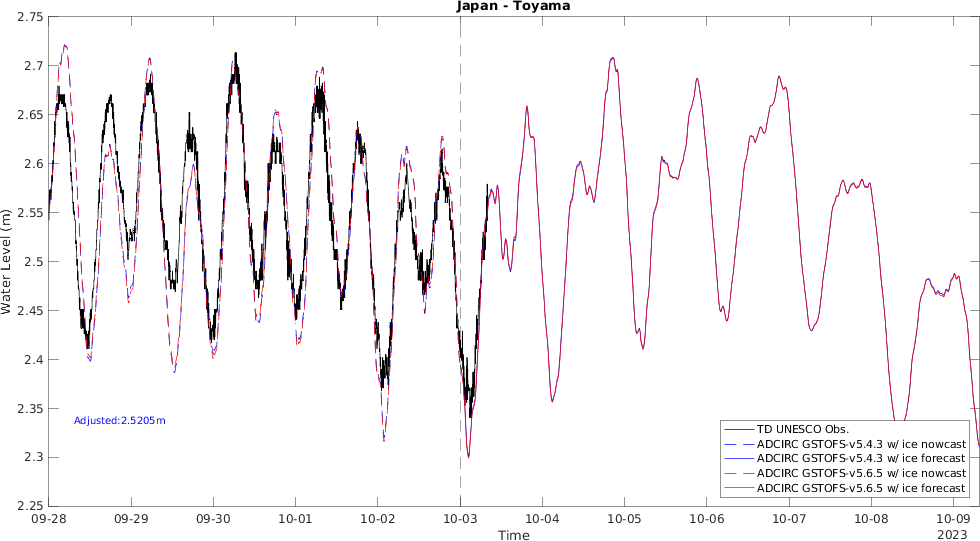 Japan - Toyama
2.75
2.7
2.65
2.6
2.55
2.5
2.45
2.4
2.35
2.3
2.25
Water Level (m)
Adjusted:2.5205m
TD UNESCO Obs.
ADCIRC GSTOFS-v5.4.3 w/ ice nowcast
ADCIRC GSTOFS-v5.4.3 w/ ice forecast
ADCIRC GSTOFS-v5.6.5 w/ ice nowcast
ADCIRC GSTOFS-v5.6.5 w/ ice forecast
09-28 09-29 09-30 10-01 10-02 10-03 10-04 10-05 10-06 10-07 10-08 10-09
Time
2023